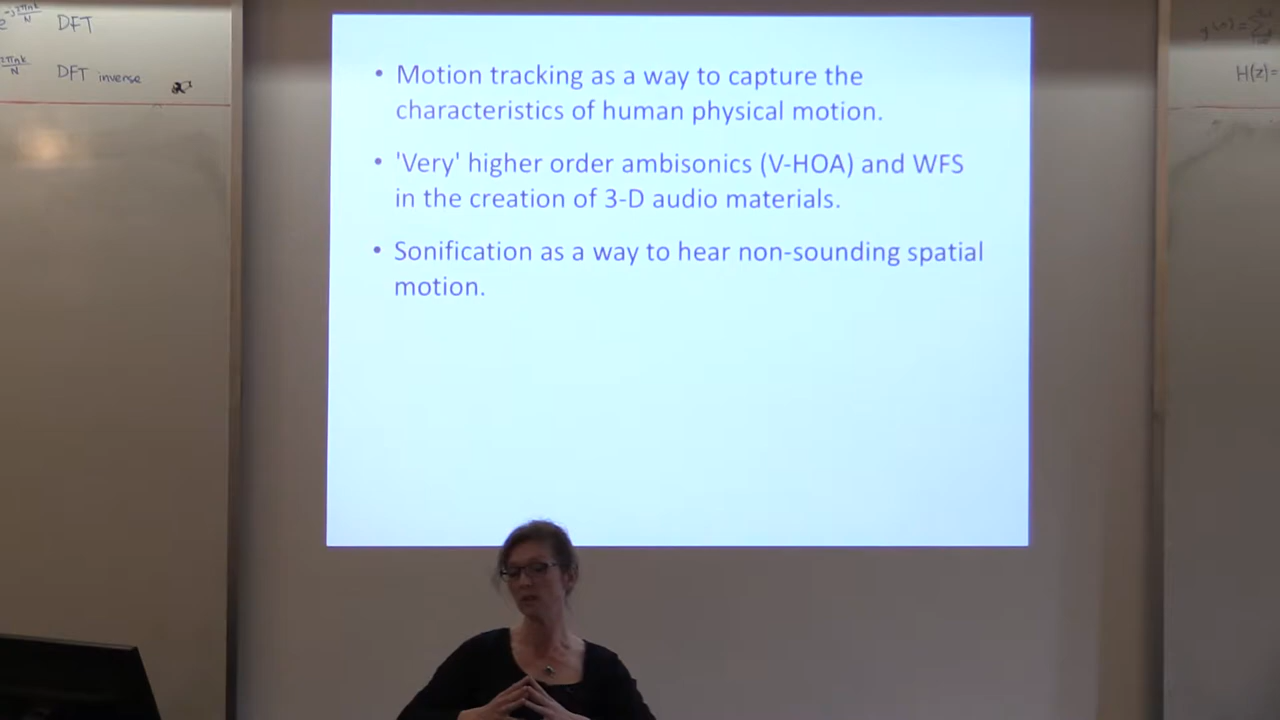 DFT
DFT inverse
• Motion tracking as a way to capture the
characteristics of human physical motion.
• 'Very' higher order ambisonics (V-HOA) and WFS
in the creation of 3-D audio materials.
• Sonification as a way to hear non-sounding spatial
motion.
y(n)=
H(z)=